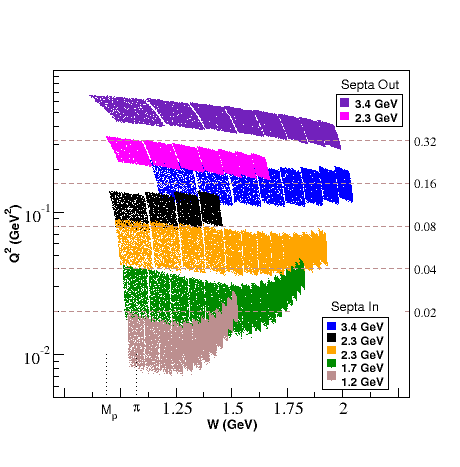 Septa Out
3.4 GeV
2.3 GeV
0.32
0.16
10⁻¹
0.08
Q² (GeV²)
0.04
Septa In
0.02
3.4 GeV
2.3 GeV
2.3 GeV
10⁻²
1.7 GeV
1.2 GeV
Mₚ π 1.25 1.5 1.75 2
W (GeV)